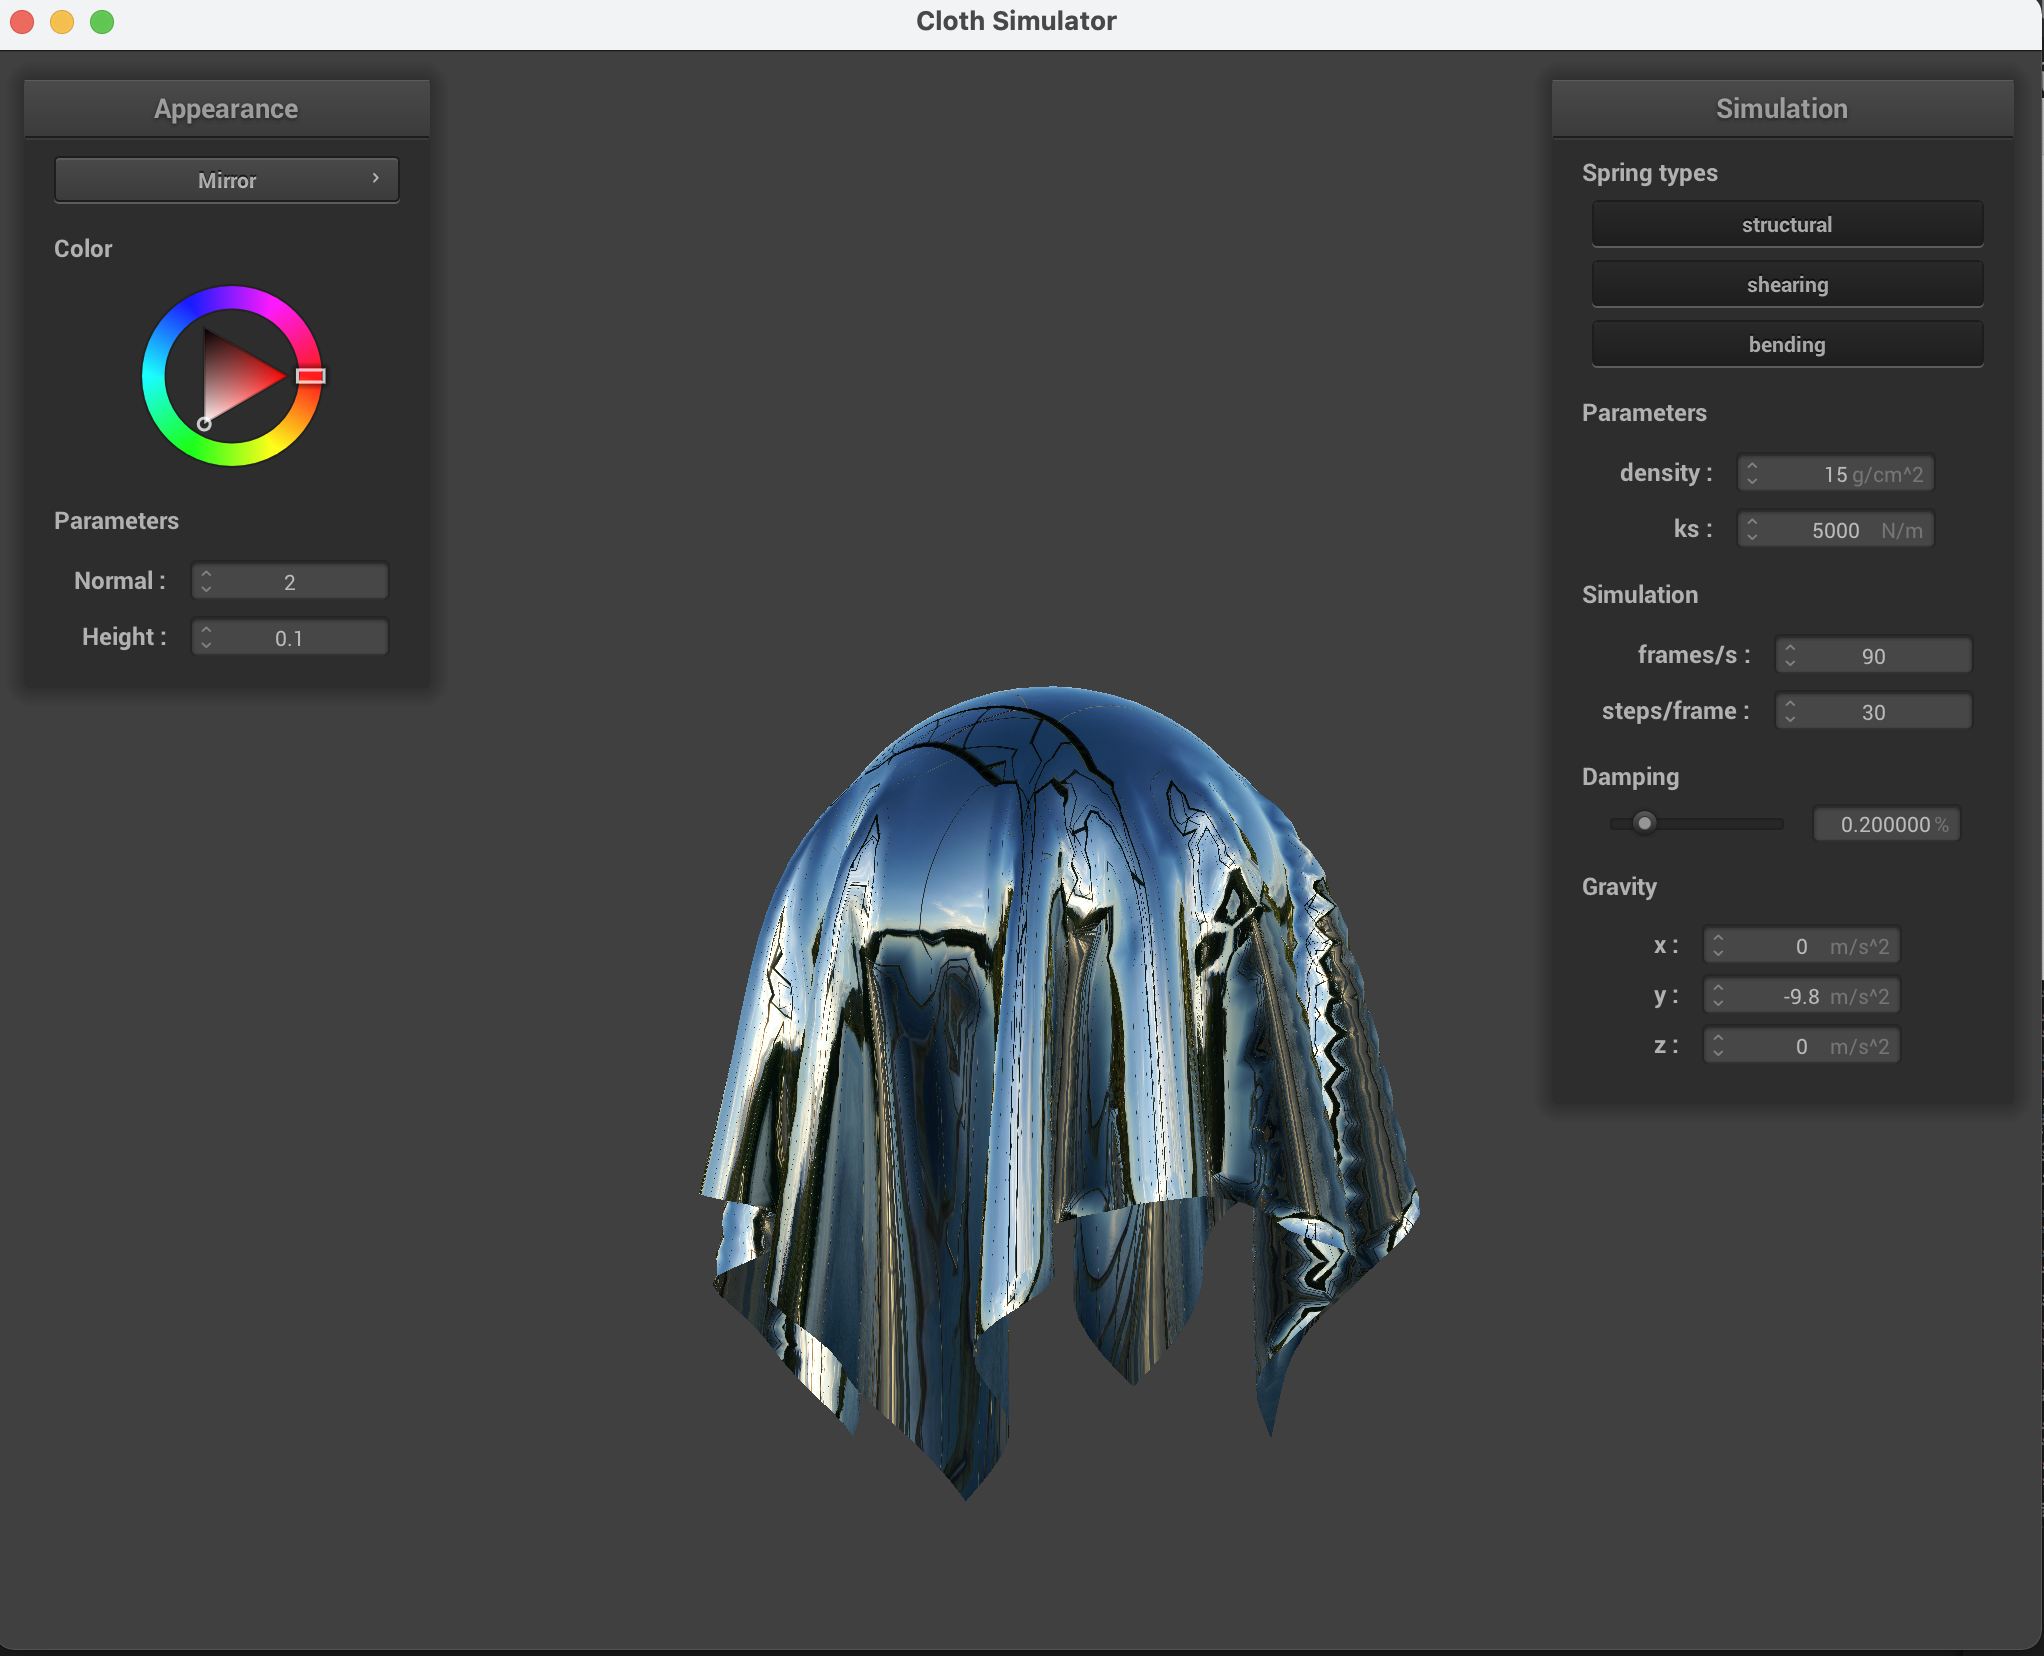 Cloth Simulator
Appearance
Mirror
Color
Parameters
Normal : 2
Height : 0.1
Simulation
Spring types
structural
shearing
bending
Parameters
density : 15 g/cm^2
ks : 5000 N/m
Simulation
frames/s : 90
steps/frame : 30
Damping
0.200000 %
Gravity
x : 0 m/s^2
y : -9.8 m/s^2
z : 0 m/s^2